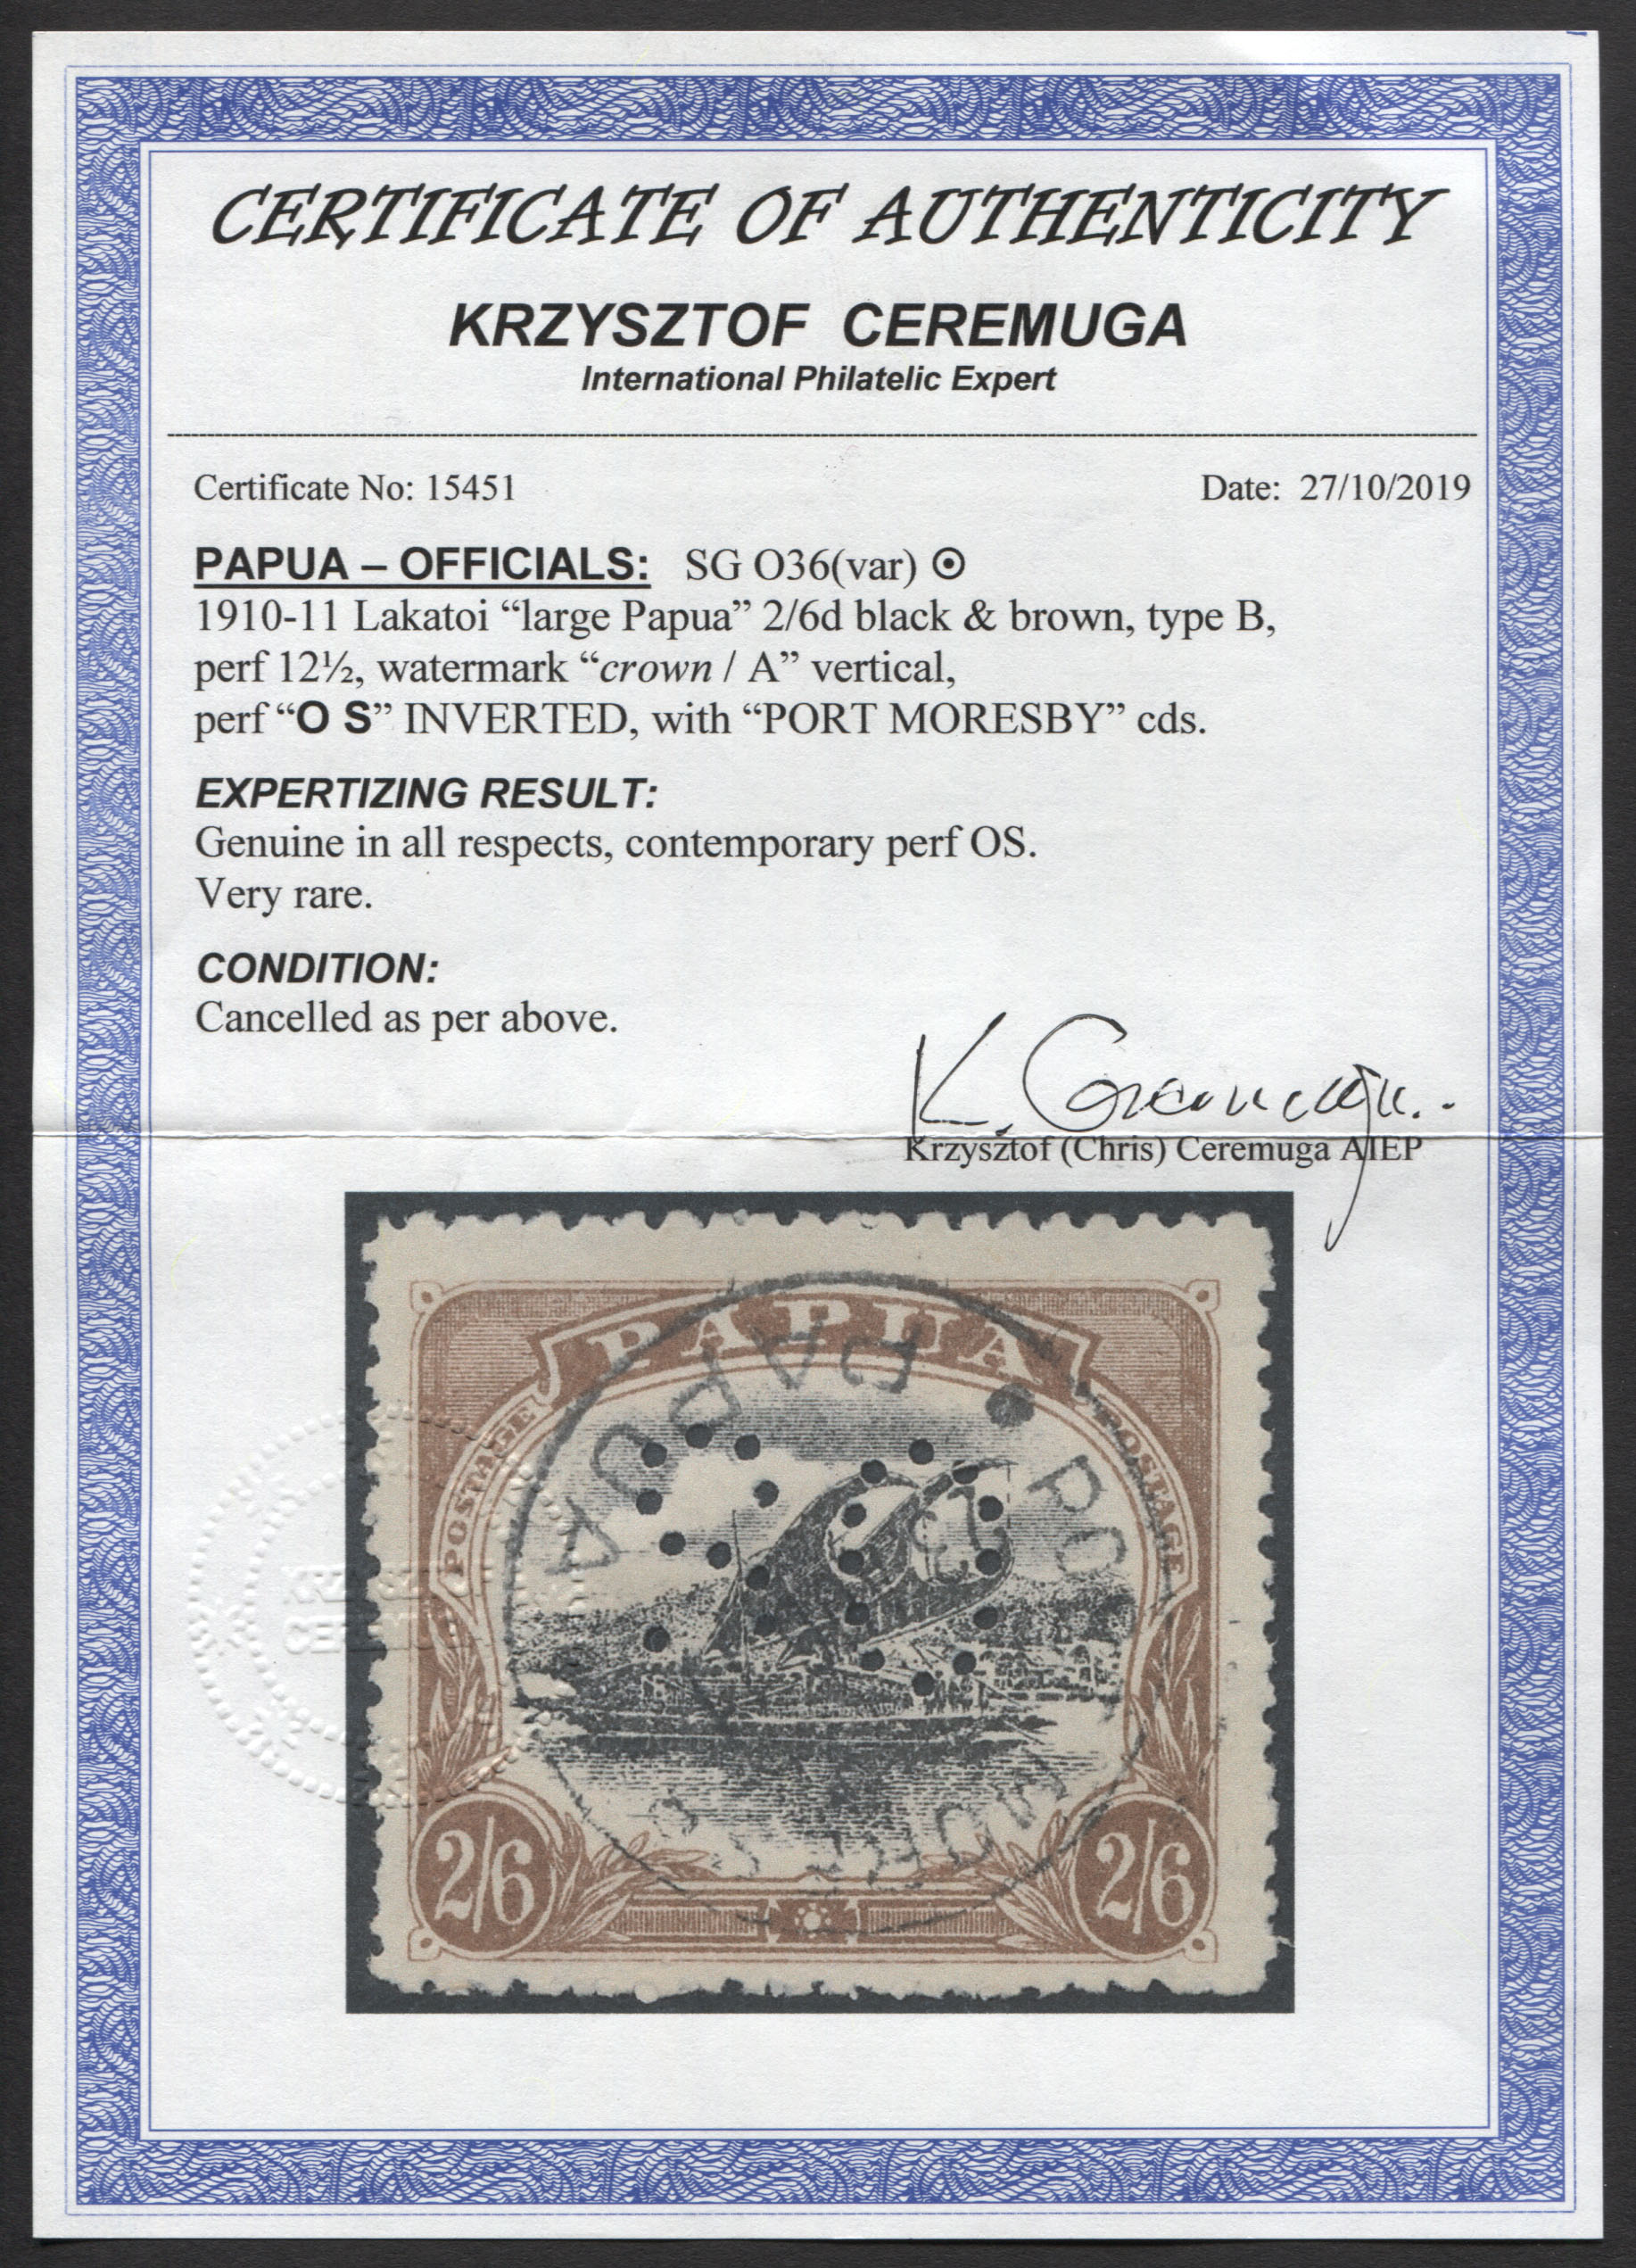 CERTIFICATE OF AUTHENTICITY
KRZYSZTOF CEREMUGA
International Philatelic Expert
Certificate No: 15451
Date: 27/10/2019
PAPUA – OFFICIALS: SG O36(var) ☉
1910-11 Lakatoi “large Papua” 2/6d black & brown, type B,
perf 12½, watermark “crown / A” vertical,
perf “O S” INVERTED, with “PORT MORESBY” cds.
EXPERTIZING RESULT:
Genuine in all respects, contemporary perf OS.
Very rare.
CONDITION:
Cancelled as per above.
K. Ceremuga
Krzysztof (Chris) Ceremuga AIEP
PAPUA
POSTAGE
POSTAGE
PAPUA
OS
2/6
2/6